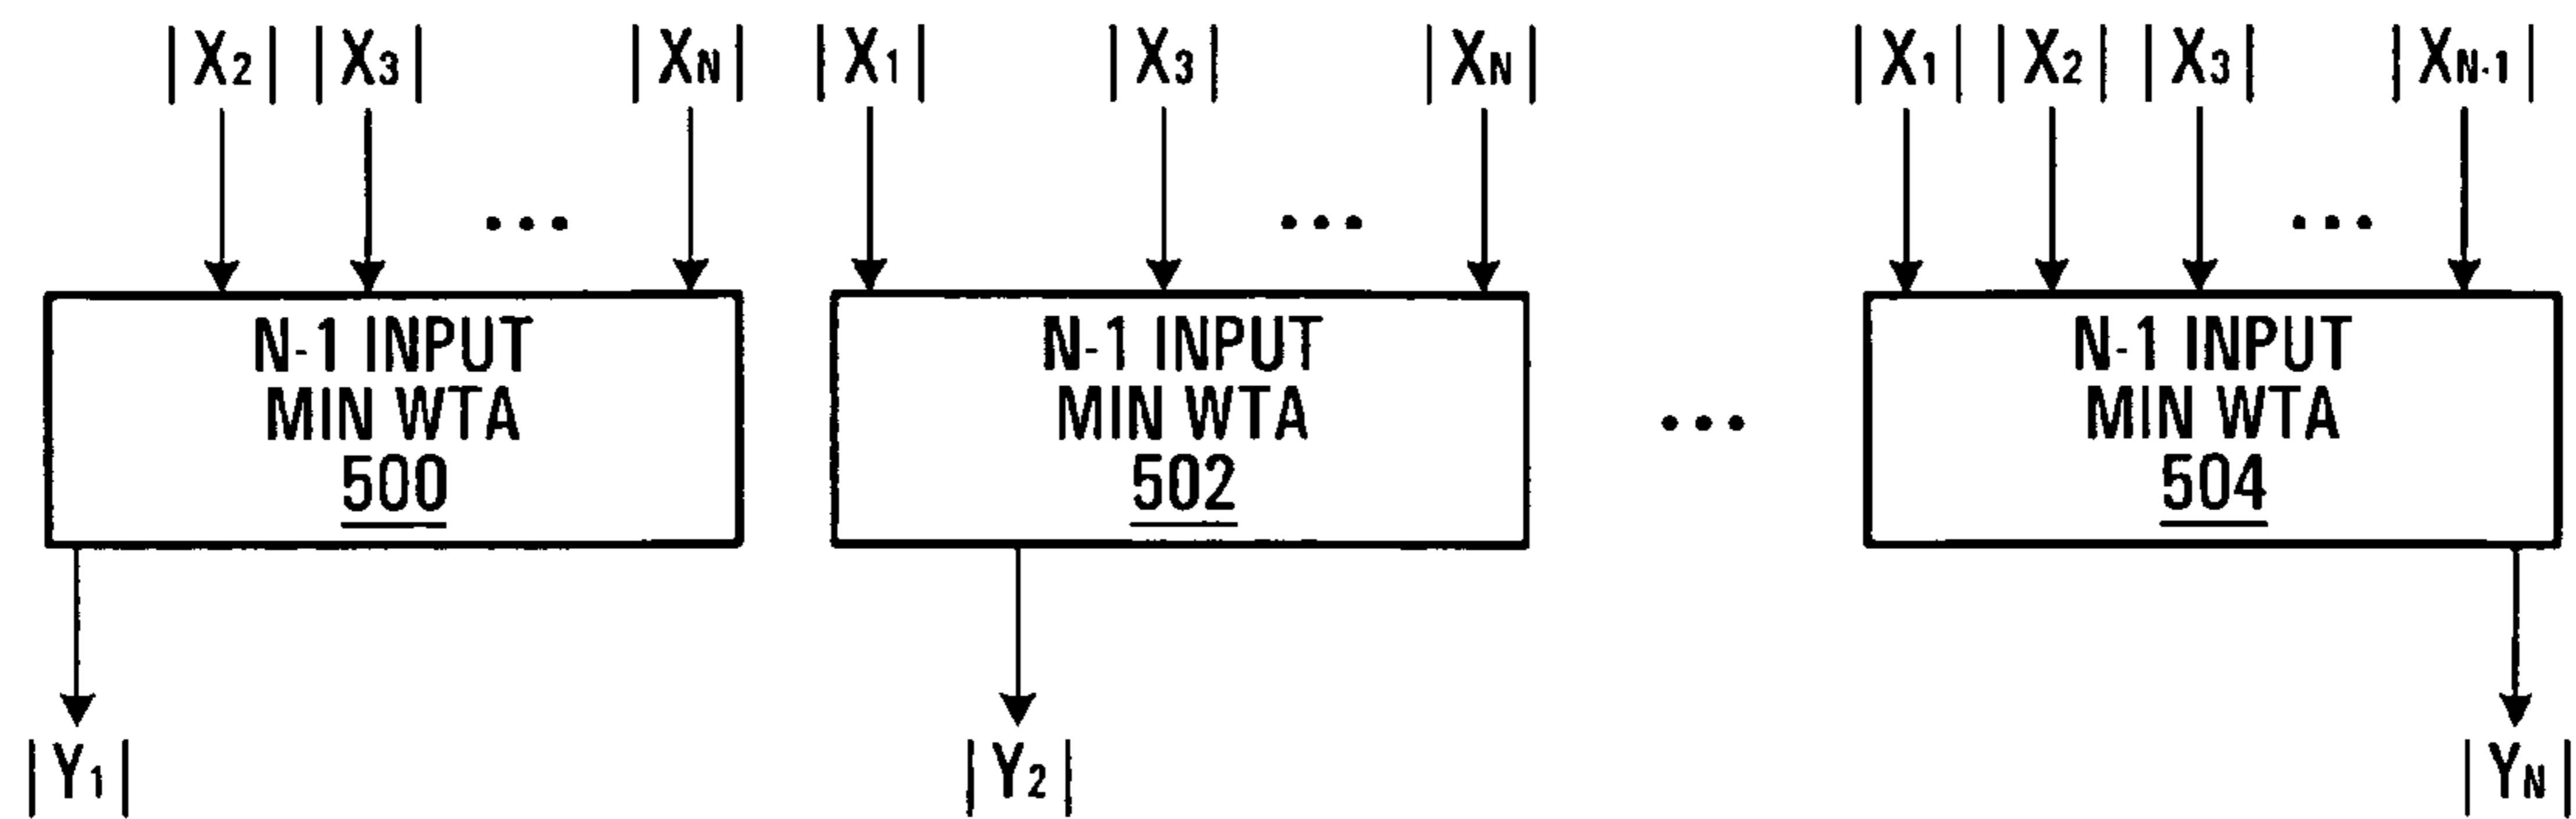 |X2| |X3| ... |XN| |X1| |X3| ... |XN| |X1| |X2| |X3| ... |XN-1|
N-1 INPUT
MIN WTA
500
N-1 INPUT
MIN WTA
502
...
N-1 INPUT
MIN WTA
504
|Y1| |Y2| |YN|